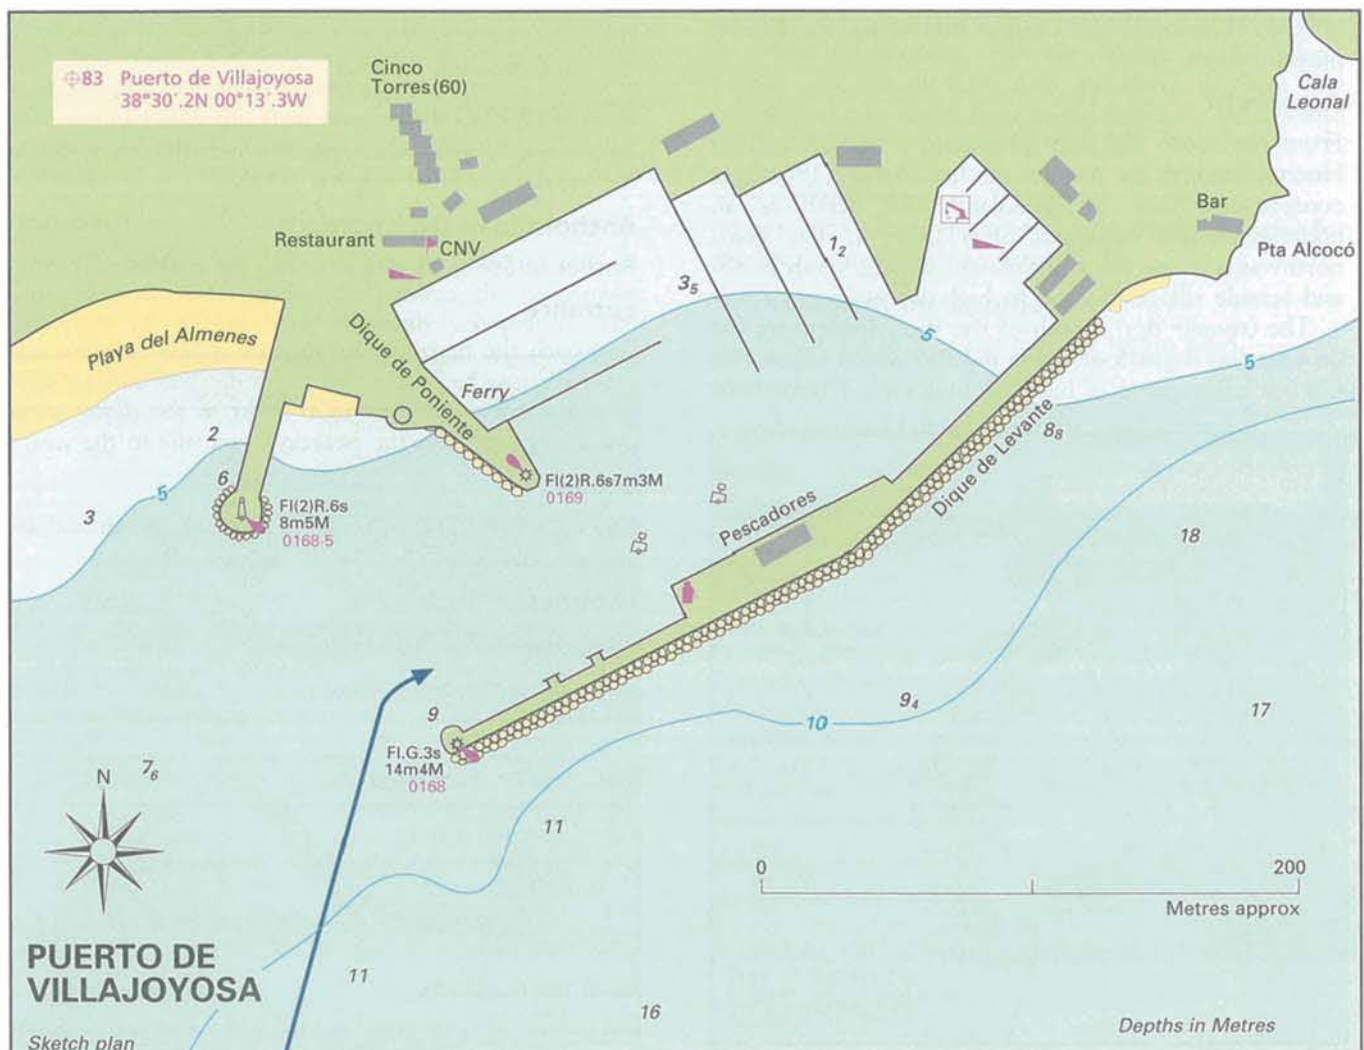 83 Puerto de Villajoyosa
38°30´.2N 00°13´.3W
Cinco
Torres (60)
Cala
Leonal
Restaurant
CNV
Bar
Pta Alcocó
1₂
3₅
5
5
Playa del Almenes
Dique de Poniente
Ferry
2
6
5
3
Fl(2)R.6s
8m5M
0168·5
Fl(2)R.6s7m3M
0169
Pescadores
Dique de Levante
8₈
18
9
Fl.G.3s
14m4M
0168
9₄
10
17
N
7₆
11
0
200
Metres approx
PUERTO DE
VILLAJOYOSA
11
16
Depths in Metres
Sketch plan